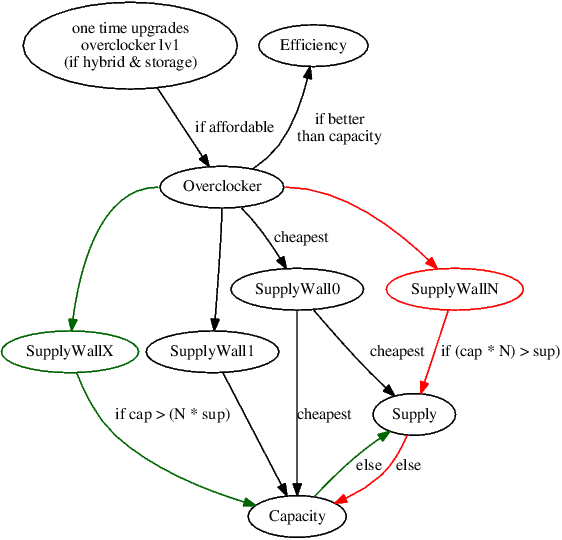 one time upgrades
overclocker lv1
(if hybrid & storage)
Efficiency
if affordable
if better
than capacity
Overclocker
cheapest
SupplyWall0
SupplyWallN
SupplyWallX
SupplyWall1
cheapest
if (cap * N) > sup)
if cap > (N * sup)
cheapest
Supply
else
else
Capacity